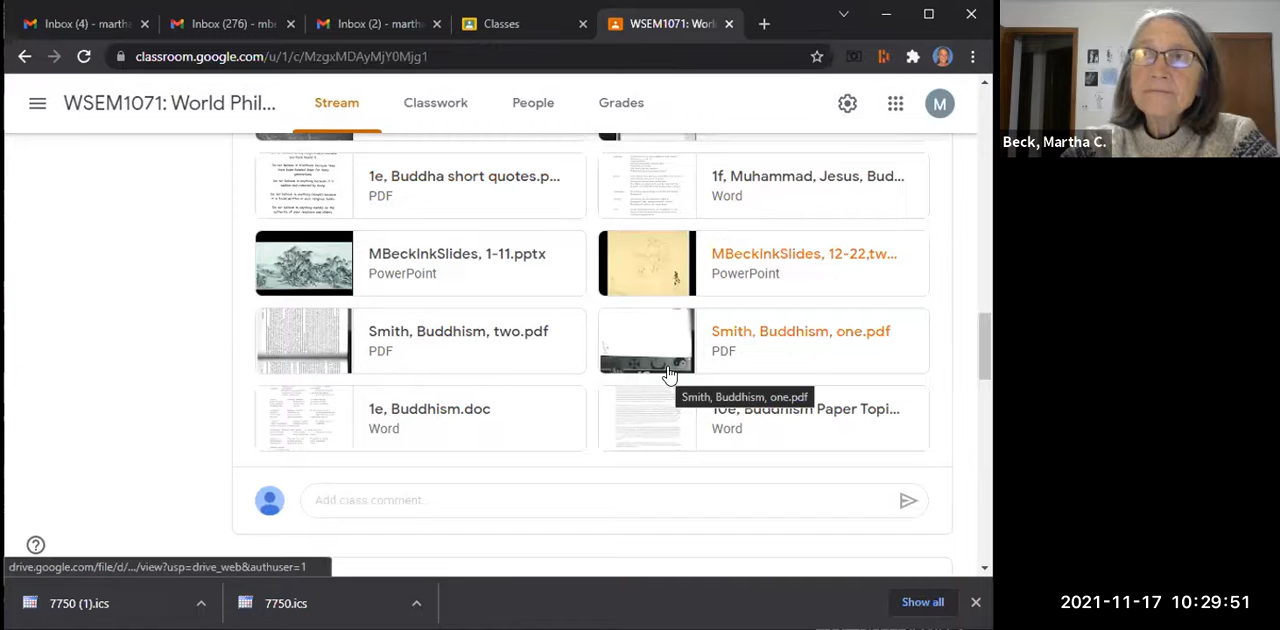 Inbox (4) - martha
Inbox (276) - mbe
Inbox (2) - marth
Classes
WSEM1071: Worl
classroom.google.com/u/1/c/MzgxMDAyMjY0Mjg1
WSEM1071: World Phil...
Stream
Classwork
People
Grades
M
Beck, Martha C.
1e, Buddha short quotes.p...
PDF
1f, Muhammad, Jesus, Bud...
Word
MBeckInkSlides, 1-11.pptx
PowerPoint
MBeckInkSlides, 12-22,tw...
PowerPoint
Smith, Buddhism, two.pdf
PDF
Smith, Buddhism, one.pdf
PDF
Smith, Buddhism, one.pdf
1e, Buddhism.doc
Word
Buddhism Paper Topi...
Word
Add class comment...
drive.google.com/file/d/.../view?usp=drive_web&authuser=1
7750 (1).ics
7750.ics
Show all
2021-11-17 10:29:51